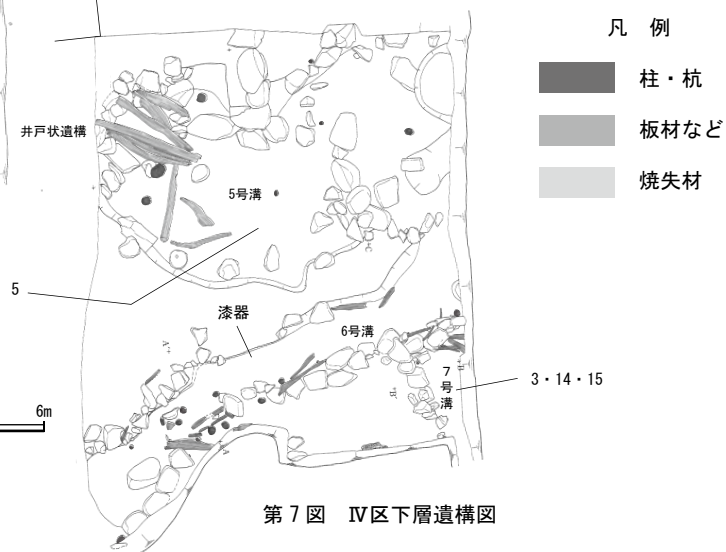 凡 例
柱・杭
板材など
焼失材
井戸状遺構
5号溝
5
漆器
6号溝
7号溝
3・14・15
6m
第7図 Ⅳ区下層遺構図